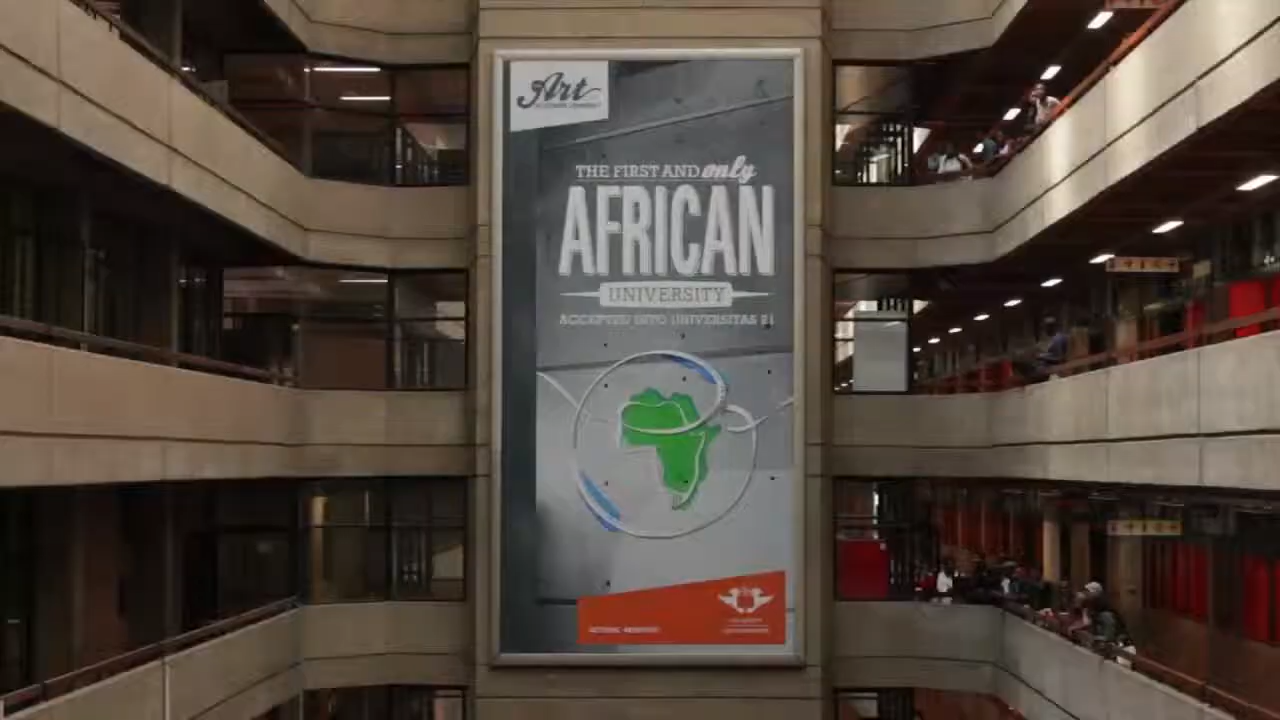 Art
THE FIRST AND only
AFRICAN
UNIVERSITY
ACCEPTED INTO UNIVERSITAS 21